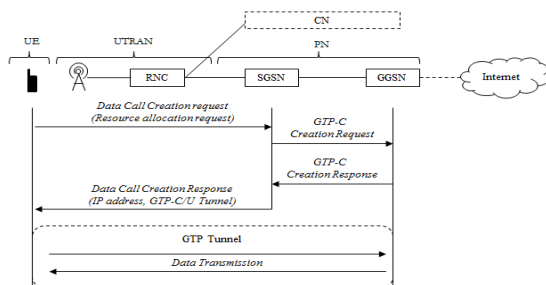 CN
UE
UTRAN
PN
RNC
SGSN
GGSN
Internet
Data Call Creation request
(Resource allocation request)
GTP-C
Creation Request
GTP-C
Creation Response
Data Call Creation Response
(IP address, GTP-C/U Tunnel)
GTP Tunnel
Data Transmission